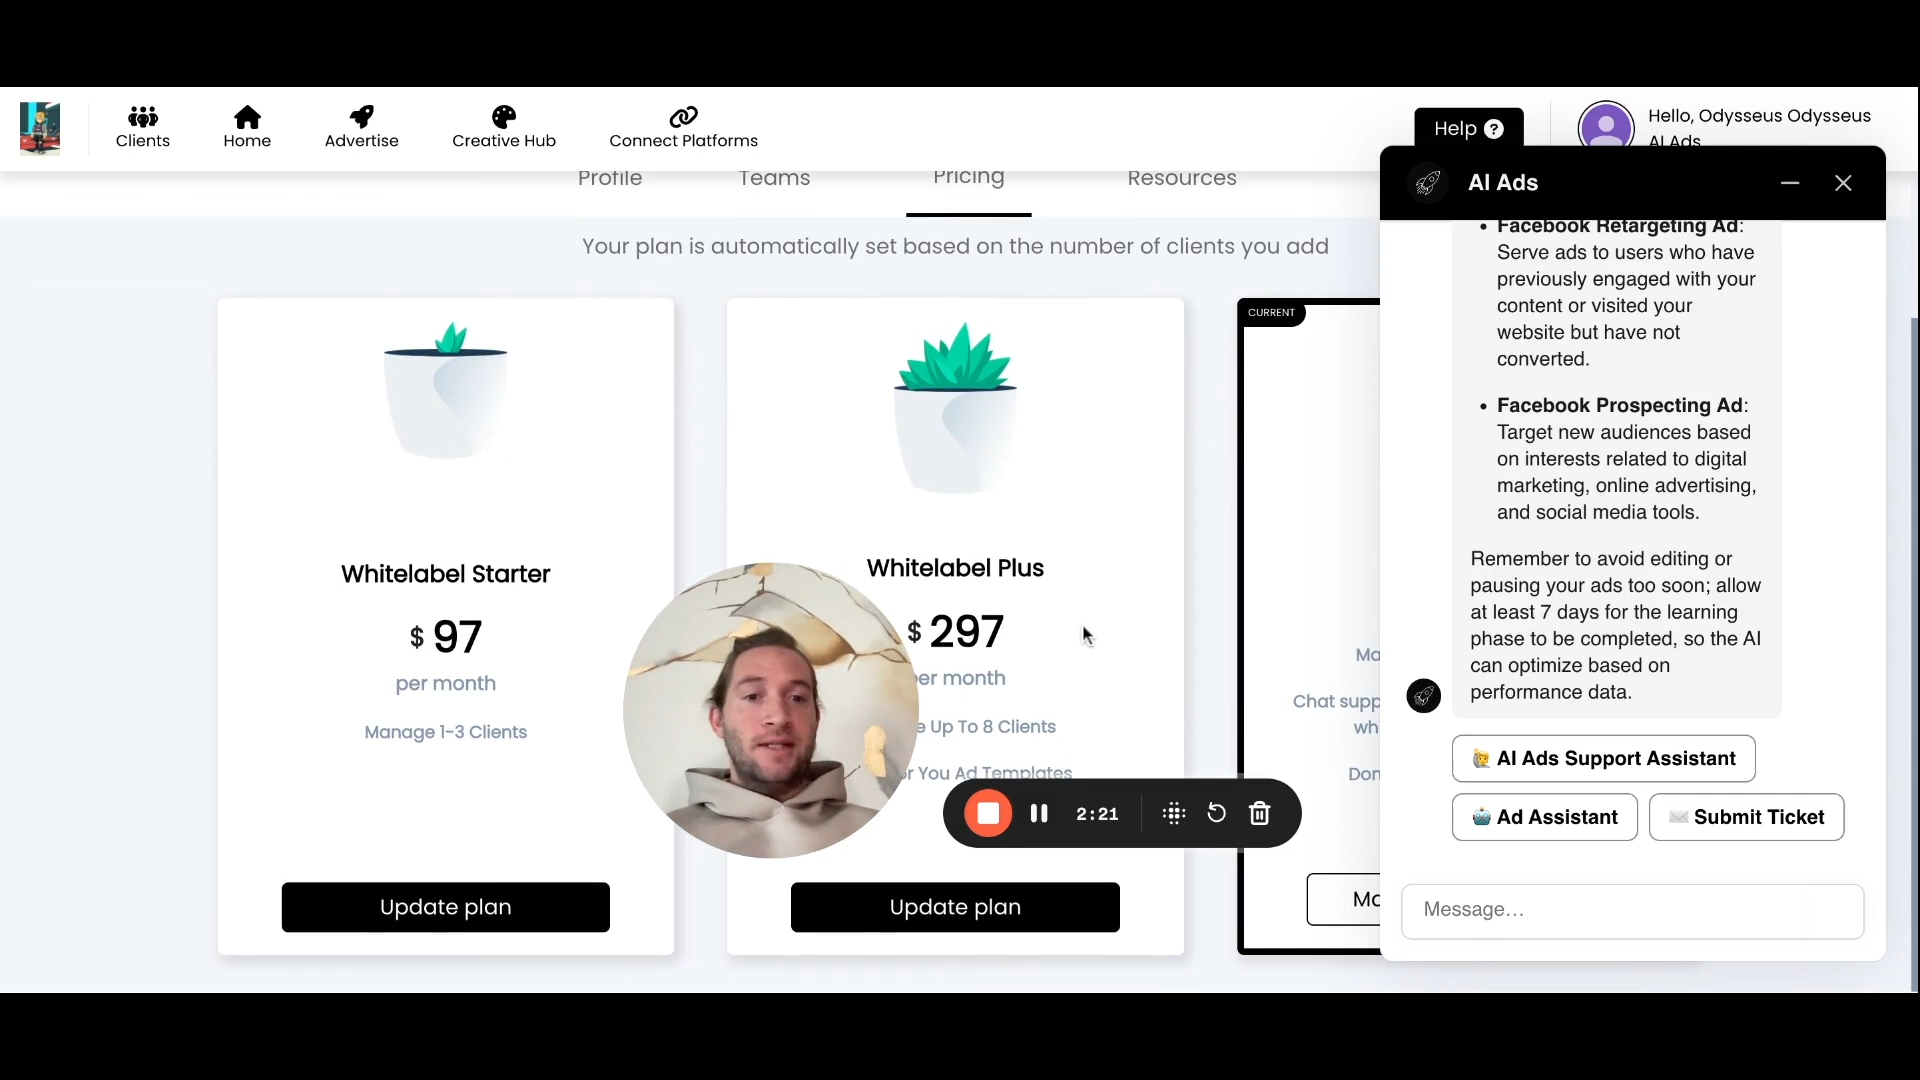 Clients
Home
Advertise
Creative Hub
Connect Platforms
Help ?
Hello, Odysseus Odysseus
AI Ads
Profile
Teams
Pricing
Resources
Your plan is automatically set based on the number of clients you add
Whitelabel Starter
$ 97
per month
Manage 1-3 Clients
Update plan
Whitelabel Plus
$ 297
per month
Up To 8 Clients
You Ad Templates
Update plan
CURRENT
Chat
2:21
AI Ads
• Facebook Retargeting Ad:
Serve ads to users who have
previously engaged with your
content or visited your
website but have not
converted.
• Facebook Prospecting Ad:
Target new audiences based
on interests related to digital
marketing, online advertising,
and social media tools.
Remember to avoid editing or
pausing your ads too soon; allow
at least 7 days for the learning
phase to be completed, so the AI
can optimize based on
performance data.
🙋 AI Ads Support Assistant
🤖 Ad Assistant
✉️ Submit Ticket
Message...